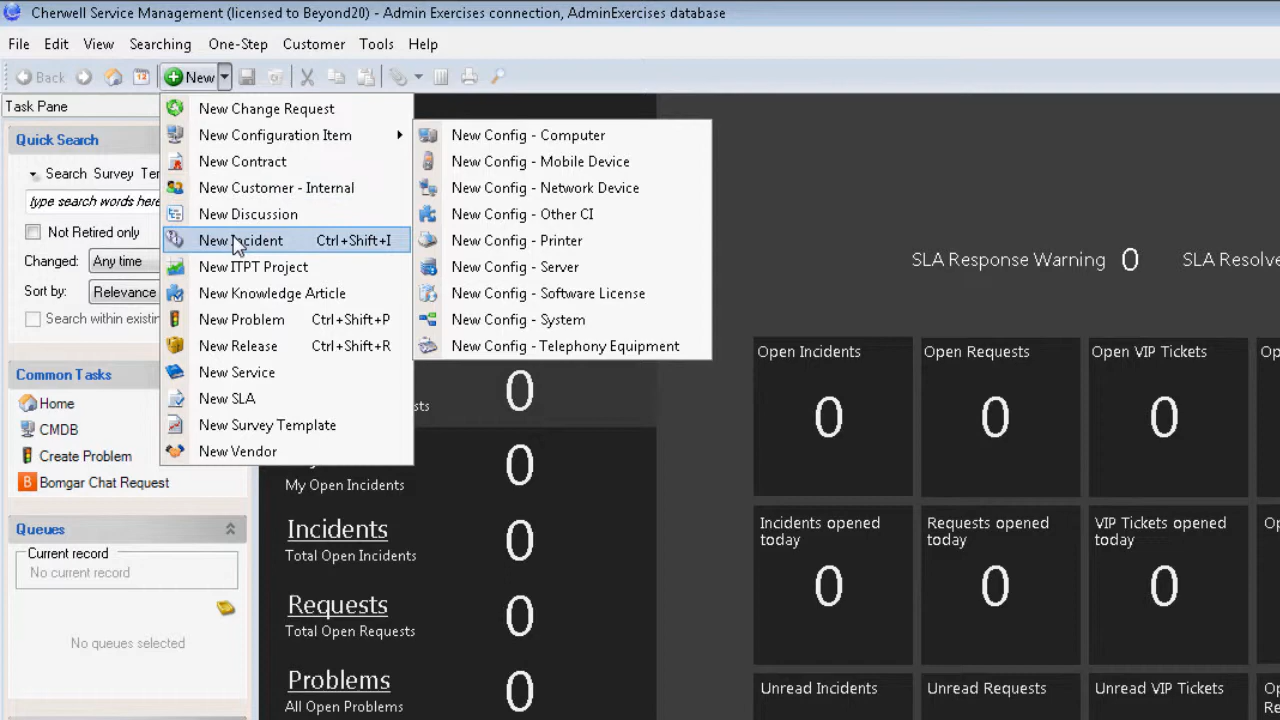 Cherwell Service Management (licensed to Beyond20) - Admin Exercises connection, AdminExercises database
File Edit View Searching One-Step Customer Tools Help
Back New
Task Pane
Quick Search
Search Survey Te
type search words here
Not Retired only
Changed: Any time
Sort by: Relevance
Search within existin
Common Tasks
Home
CMDB
Create Problem
Bomgar Chat Request
Queues
Current record
No current record
No queues selected
New Change Request
New Configuration Item
New Contract
New Customer - Internal
New Discussion
New Incident Ctrl+Shift+I
New ITPT Project
New Knowledge Article
New Problem Ctrl+Shift+P
New Release Ctrl+Shift+R
New Service
New SLA
New Survey Template
New Vendor
New Config - Computer
New Config - Mobile Device
New Config - Network Device
New Config - Other CI
New Config - Printer
New Config - Server
New Config - Software License
New Config - System
New Config - Telephony Equipment
sts 0
My Open Incidents 0
Incidents 0
Total Open Incidents
Requests 0
Total Open Requests
Problems 0
All Open Problems
SLA Response Warning 0 SLA Resolve
Open Incidents 0
Open Requests 0
Open VIP Tickets 0
Op
Incidents opened today 0
Requests opened today 0
VIP Tickets opened today 0
Unread Incidents
Unread Requests
Unread VIP Tickets
Re